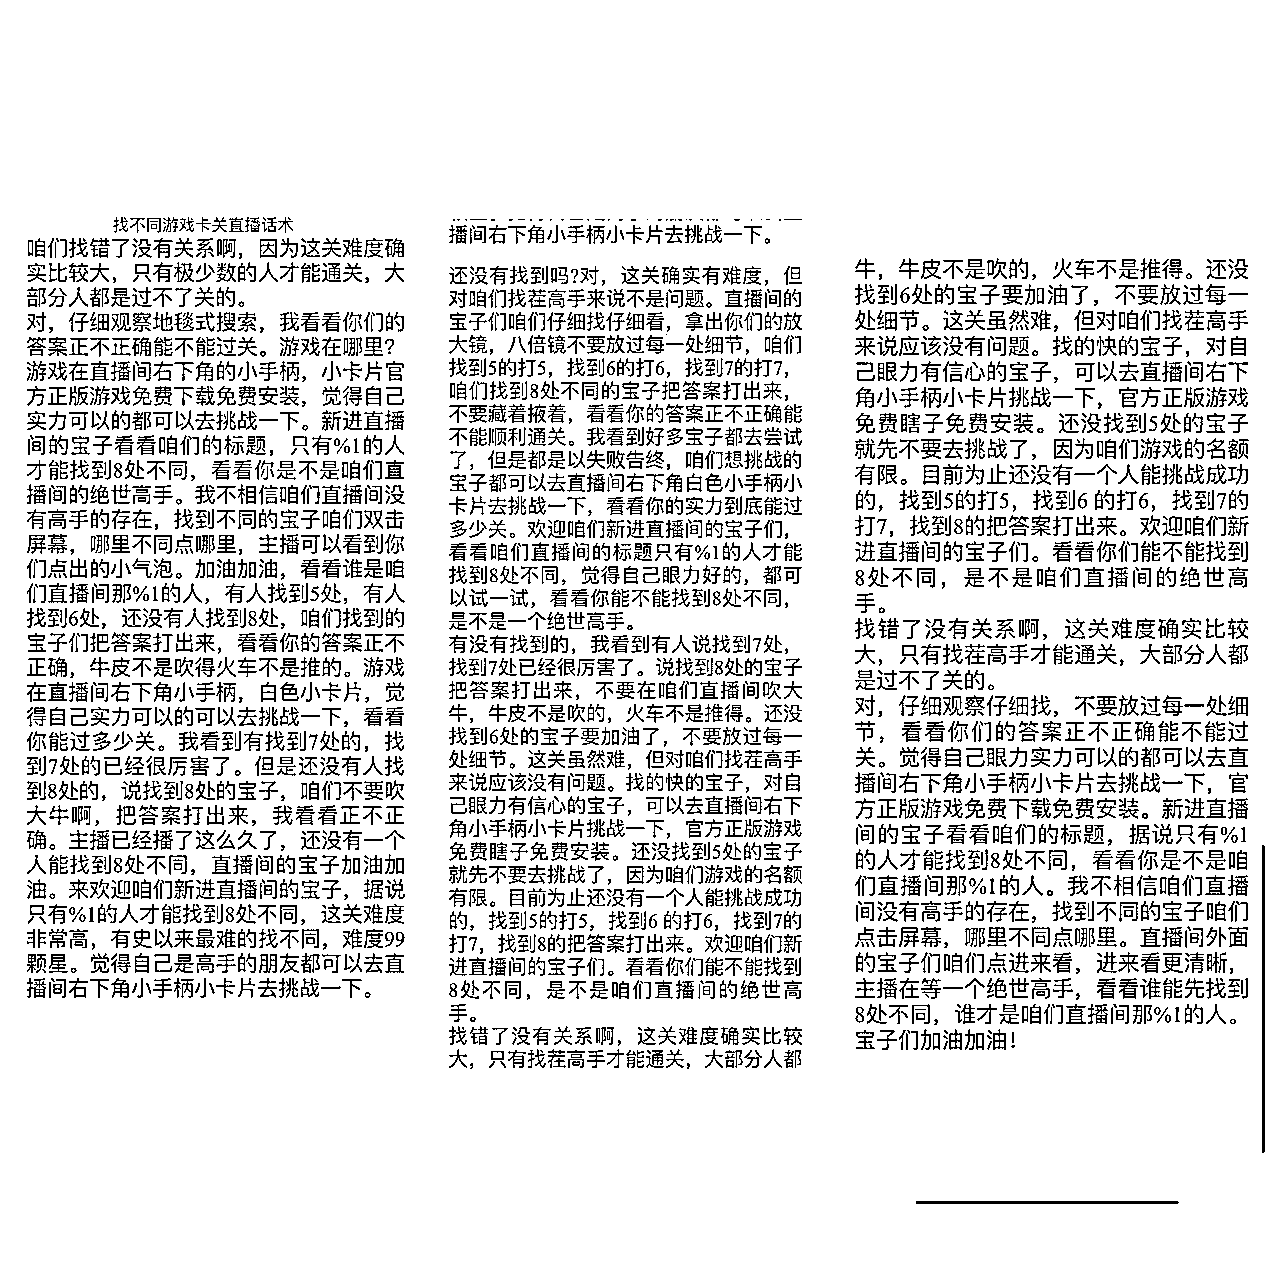 找不同游戏卡关直播话术
咱们找错了没有关系啊，因为这关难度确
实比较大，只有极少数的人才能通关，大
部分人都是过不了关的。
对，仔细观察地毯式搜索，我看看你们的
答案正不正确能不能过关。游戏在哪里?
游戏在直播间右下角的小手柄，小卡片官
方正版游戏免费下载免费安装，觉得自己
实力可以的都可以去挑战一下。新进直播
间的宝子看看咱们的标题，只有%1的人
才能找到8处不同，看看你是不是咱们直
播间的绝世高手。我不相信咱们直播间没
有高手的存在，找到不同的宝子咱们双击
屏幕，哪里不同点哪里，主播可以看到你
们点出的小气泡。加油加油，看看谁是咱
们直播间那%1的人，有人找到5处，有人
找到6处，还没有人找到8处，咱们找到的
宝子们把答案打出来，看看你的答案正不
正确，牛皮不是吹得火车不是推的。游戏
在直播间右下角小手柄，白色小卡片，觉
得自己实力可以的可以去挑战一下，看看
你能过多少关。我看到有找到7处的，找
到7处的已经很厉害了。但是还没有人找
到8处的，说找到8处的宝子，咱们不要吹
大牛啊，把答案打出来，我看看正不正
确。主播已经播了这么久了，还没有一个
人能找到8处不同，直播间的宝子加油加
油。来欢迎咱们新进直播间的宝子，据说
只有%1的人才能找到8处不同，这关难度
非常高，有史以来最难的找不同，难度99
颗星。觉得自己是高手的朋友都可以去直
播间右下角小手柄小卡片去挑战一下。
播间右下角小手柄小卡片去挑战一下。
还没有找到吗?对，这关确实有难度，但
对咱们找茬高手来说不是问题。直播间的
宝子们咱们仔细找仔细看，拿出你们的放
大镜，八倍镜不要放过每一处细节，咱们
找到5的打5，找到6的打6，找到7的打7，
咱们找到8处不同的宝子把答案打出来，
不要藏着掖着，看看你的答案正不正确能
不能顺利通关。我看到好多宝子都去尝试
了，但是都是以失败告终，咱们想挑战的
宝子都可以去直播间右下角白色小手柄小
卡片去挑战一下，看看你的实力到底能过
多少关。欢迎咱们新进直播间的宝子们，
看看咱们直播间的标题只有%1的人才能
找到8处不同，觉得自己眼力好的，都可
以试一试，看看你能不能找到8处不同，
是不是一个绝世高手。
有没有找到的，我看到有人说找到7处，
找到7处已经很厉害了。说找到8处的宝子
把答案打出来，不要在咱们直播间吹大
牛，牛皮不是吹的，火车不是推得。还没
找到6处的宝子要加油了，不要放过每一
处细节。这关虽然难，但对咱们找茬高手
来说应该没有问题。找的快的宝子，对自
己眼力有信心的宝子，可以去直播间右下
角小手柄小卡片挑战一下，官方正版游戏
免费瞎子免费安装。还没找到5处的宝子
就先不要去挑战了，因为咱们游戏的名额
有限。目前为止还没有一个人能挑战成功
的，找到5的打5，找到6 的打6，找到7的
打7，找到8的把答案打出来。欢迎咱们新
进直播间的宝子们。看看你们能不能找到
8处不同，是不是咱们直播间的绝世高
手。
找错了没有关系啊，这关难度确实比较
大，只有找茬高手才能通关，大部分人都
牛，牛皮不是吹的，火车不是推得。还没
找到6处的宝子要加油了，不要放过每一
处细节。这关虽然难，但对咱们找茬高手
来说应该没有问题。找的快的宝子，对自
己眼力有信心的宝子，可以去直播间右下
角小手柄小卡片挑战一下，官方正版游戏
免费瞎子免费安装。还没找到5处的宝子
就先不要去挑战了，因为咱们游戏的名额
有限。目前为止还没有一个人能挑战成功
的，找到5的打5，找到6 的打6，找到7的
打7，找到8的把答案打出来。欢迎咱们新
进直播间的宝子们。看看你们能不能找到
8处不同，是不是咱们直播间的绝世高
手。
找错了没有关系啊，这关难度确实比较
大，只有找茬高手才能通关，大部分人都
是过不了关的。
对，仔细观察仔细找，不要放过每一处细
节，看看你们的答案正不正确能不能过
关。觉得自己眼力实力可以的都可以去直
播间右下角小手柄小卡片去挑战一下，官
方正版游戏免费下载免费安装。新进直播
间的宝子看看咱们的标题，据说只有%1
的人才能找到8处不同，看看你是不是咱
们直播间那%1的人。我不相信咱们直播
间没有高手的存在，找到不同的宝子咱们
点击屏幕，哪里不同点哪里。直播间外面
的宝子们咱们点进来看，进来看更清晰，
主播在等一个绝世高手，看看谁能先找到
8处不同，谁才是咱们直播间那%1的人。
宝子们加油加油!